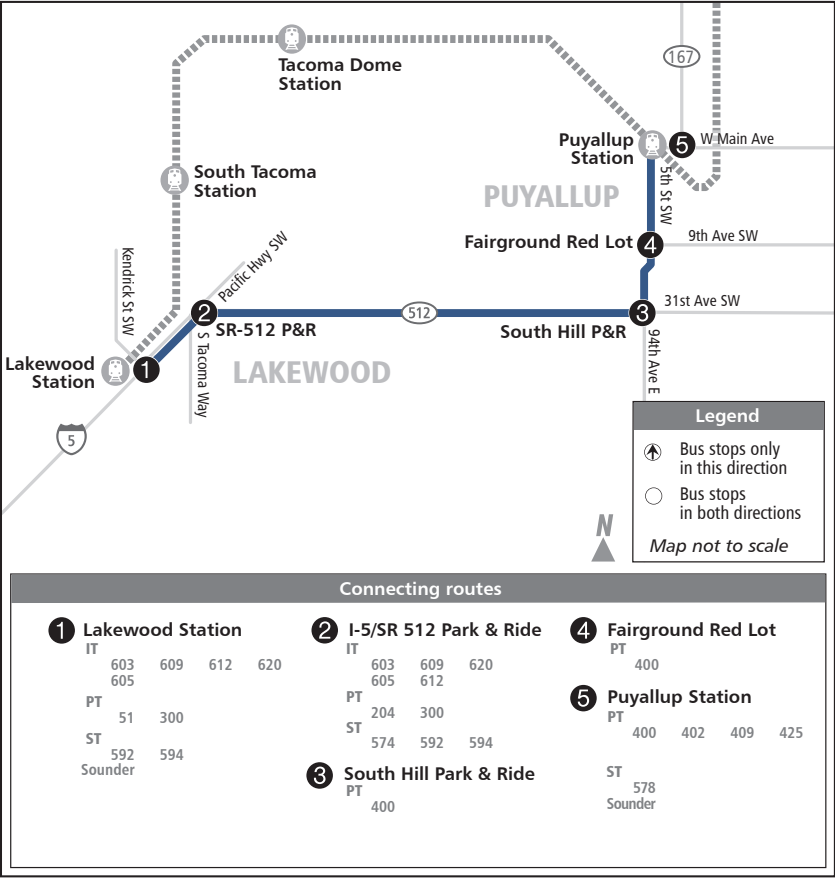 167
Tacoma Dome
Station
Puyallup
Station
5
W Main Ave
South Tacoma
Station
PUYALLUP
5th St SW
Fairground Red Lot
4
9th Ave SW
Kendrick St SW
Pacific Hwy SW
2
SR-512 P&R
512
South Hill P&R
3
31st Ave SW
94th Ave E
S Tacoma Way
LAKEWOOD
Lakewood
Station
1
5
Legend
Bus stops only
in this direction
Bus stops
in both directions
Map not to scale
N
Connecting routes
1 Lakewood Station
IT
603 609 612 620
605
PT
51 300
ST
592 594
Sounder
2 I-5/SR 512 Park & Ride
IT
603 609 620
605 612
PT
204 300
ST
574 592 594
3 South Hill Park & Ride
PT
400
4 Fairground Red Lot
PT
400
5 Puyallup Station
PT
400 402 409 425
ST
578
Sounder